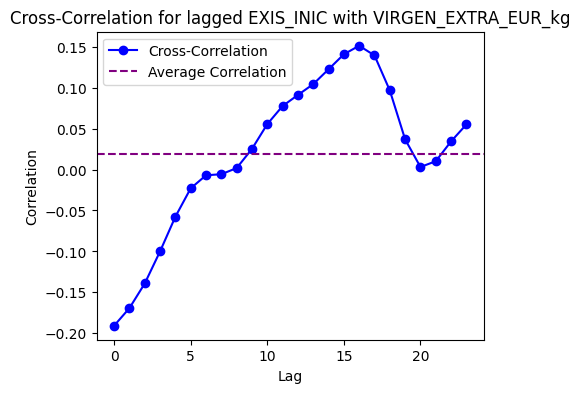 Cross-Correlation for lagged EXIS_INIC with VIRGEN_EXTRA_EUR_kg
Cross-Correlation
Average Correlation
0.15
0.10
0.05
0.00
−0.05
−0.10
−0.15
−0.20
Correlation
0 5 10 15 20
Lag